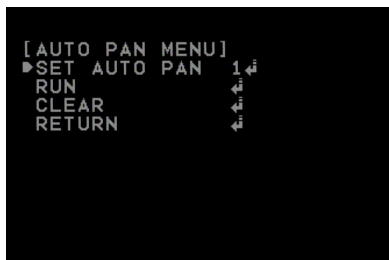 [AUTO PAN MENU]
►SET AUTO PAN 1↲
RUN ↲
CLEAR ↲
RETURN ↲